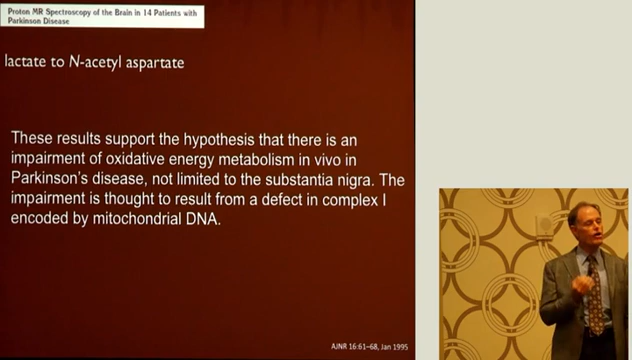 Proton MR Spectroscopy of the Brain in 14 Patients with
Parkinson Disease
lactate to N-acetyl aspartate
These results support the hypothesis that there is an
impairment of oxidative energy metabolism in vivo in
Parkinson's disease, not limited to the substantia nigra. The
impairment is thought to result from a defect in complex I
encoded by mitochondrial DNA.
AJNR 16:61–68, Jan 1995